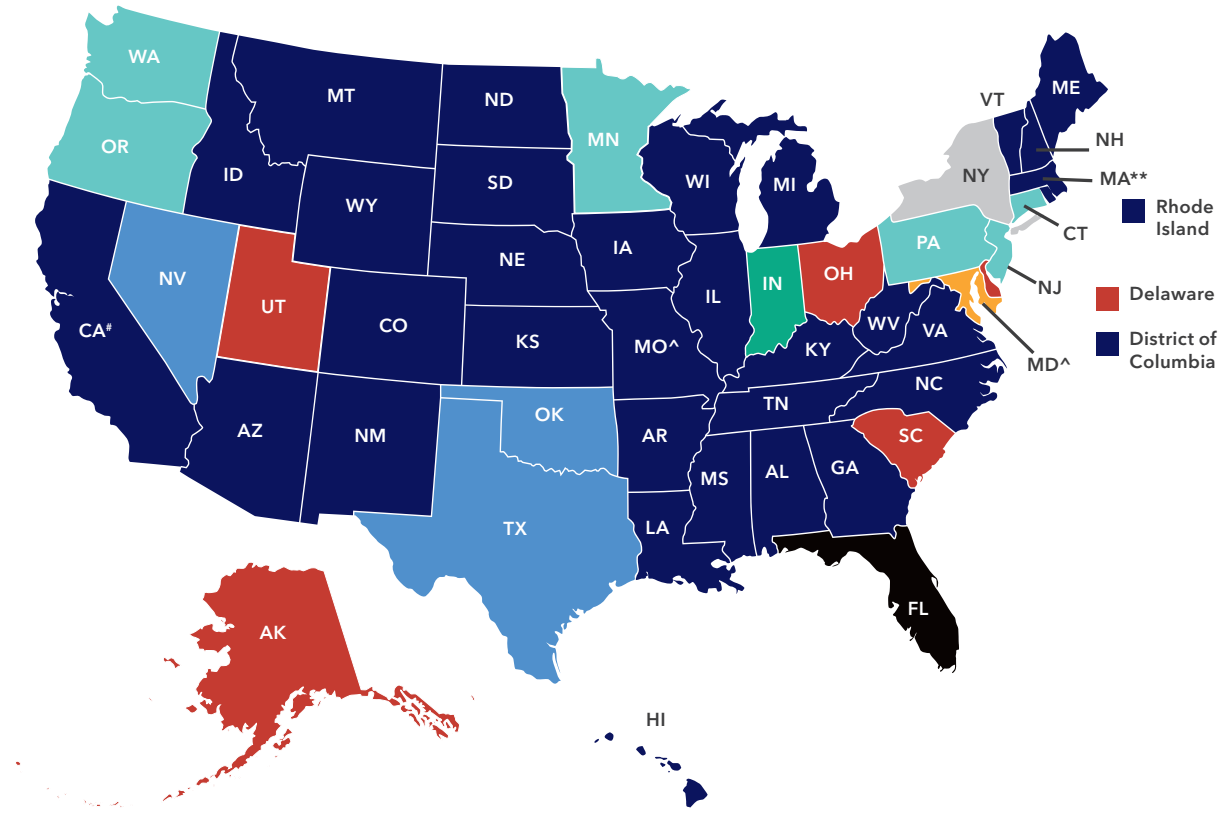 WA
MT
ND
MN
ME
VT
OR
ID
SD
WI
MI
NH
NY
MA**
WY
Rhode
Island
CT
IA
PA
NE
NV
OH
IN
NJ
UT
IL
Delaware
CO
CA#
WV
VA
KS
MO^
KY
District of
Columbia
MD^
NC
TN
OK
AZ
NM
AR
SC
GA
AL
MS
TX
LA
FL
AK
HI